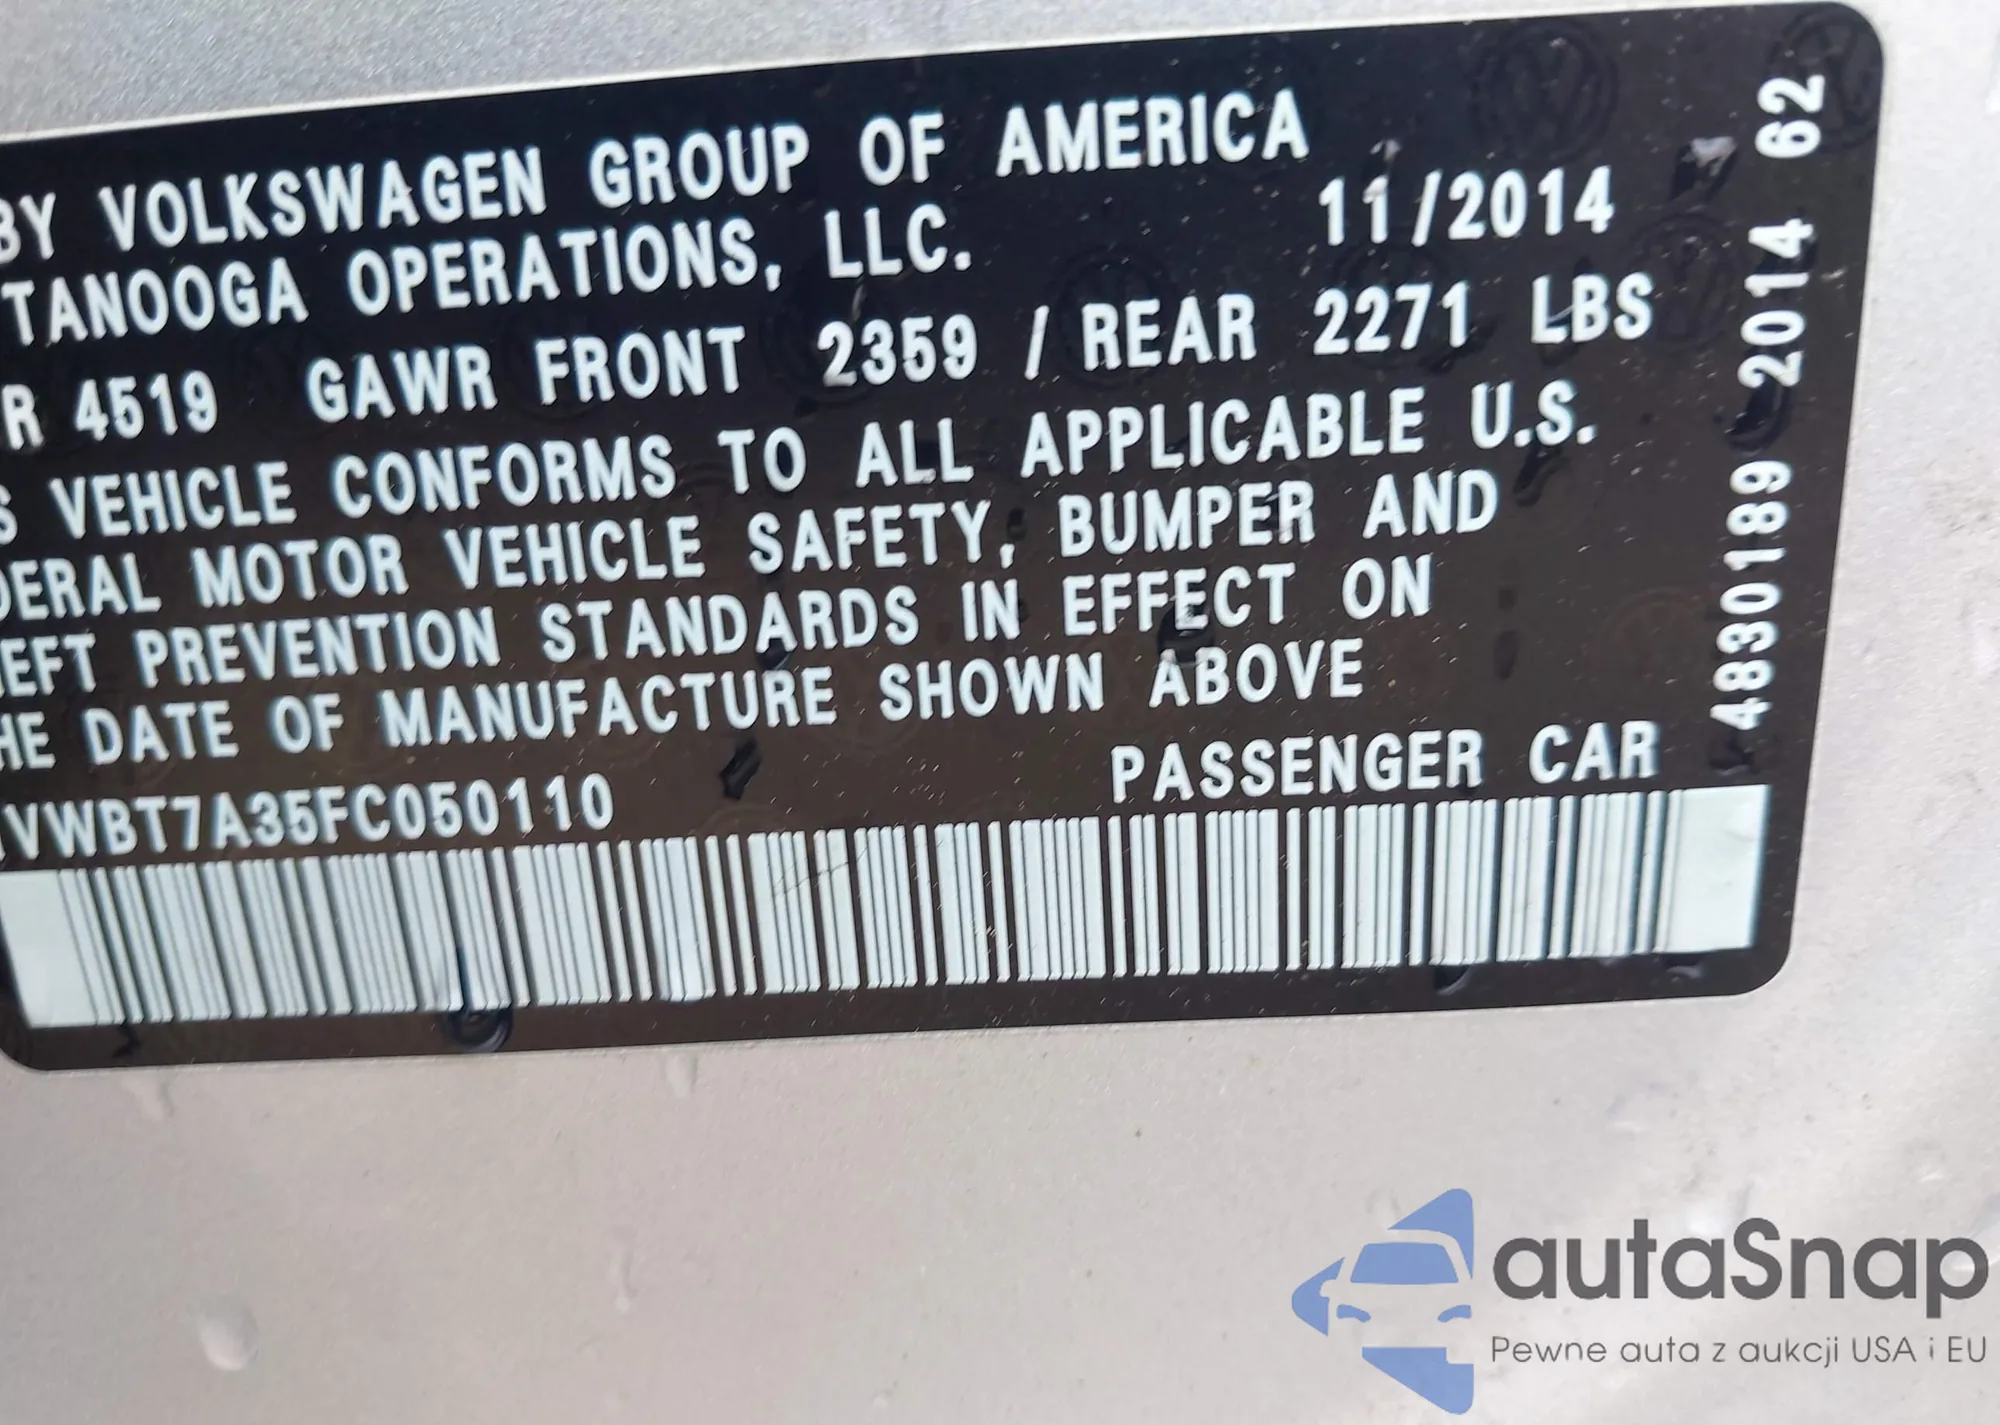 BY VOLKSWAGEN GROUP OF AMERICA
TANOOGA OPERATIONS, LLC. 11/2014
R 4519 GAWR FRONT 2359 / REAR 2271 LBS
S VEHICLE CONFORMS TO ALL APPLICABLE U.S.
DERAL MOTOR VEHICLE SAFETY, BUMPER AND
EFT PREVENTION STANDARDS IN EFFECT ON
HE DATE OF MANUFACTURE SHOWN ABOVE
VWBT7A35FC050110 PASSENGER CAR
4830189 2014 62
autaSnap
Pewne auta z aukcji USA i EU